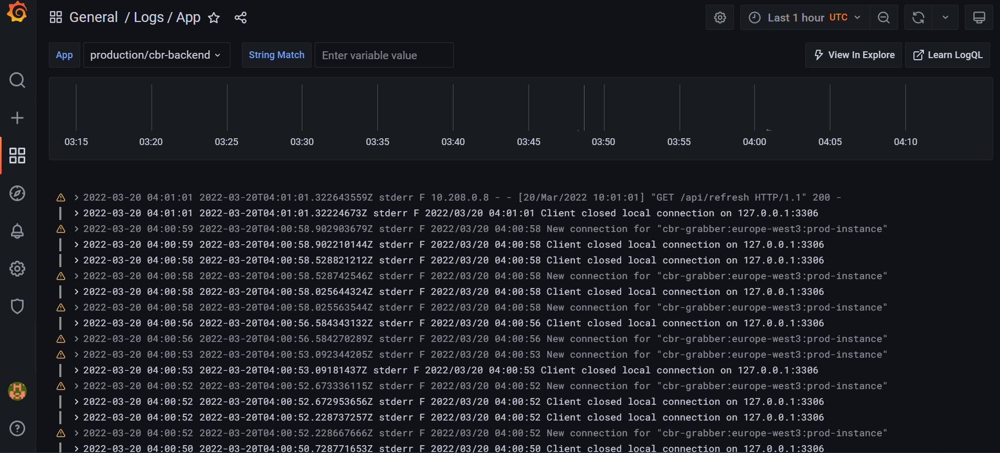 General / Logs / App
Last 1 hour UTC
App production/cbr-backend String Match Enter variable value View In Explore Learn LogQL
03:15 03:20 03:25 03:30 03:35 03:40 03:45 03:50 03:55 04:00 04:05 04:10
2022-03-20 04:01:01 2022-03-20T04:01:01.322643559Z stderr F 10.208.0.8 - - [20/Mar/2022 10:01:01] "GET /api/refresh HTTP/1.1" 200 -
2022-03-20 04:01:01 2022-03-20T04:01:01.32224673Z stderr F 2022/03/20 04:01:01 Client closed local connection on 127.0.0.1:3306
2022-03-20 04:00:59 2022-03-20T04:00:58.902903679Z stderr F 2022/03/20 04:00:58 New connection for "cbr-grabber:europe-west3:prod-instance"
2022-03-20 04:00:59 2022-03-20T04:00:58.902210144Z stderr F 2022/03/20 04:00:58 Client closed local connection on 127.0.0.1:3306
2022-03-20 04:00:58 2022-03-20T04:00:58.528821212Z stderr F 2022/03/20 04:00:58 Client closed local connection on 127.0.0.1:3306
2022-03-20 04:00:58 2022-03-20T04:00:58.528742546Z stderr F 2022/03/20 04:00:58 New connection for "cbr-grabber:europe-west3:prod-instance"
2022-03-20 04:00:58 2022-03-20T04:00:58.025644324Z stderr F 2022/03/20 04:00:58 Client closed local connection on 127.0.0.1:3306
2022-03-20 04:00:58 2022-03-20T04:00:58.025563544Z stderr F 2022/03/20 04:00:58 New connection for "cbr-grabber:europe-west3:prod-instance"
2022-03-20 04:00:56 2022-03-20T04:00:56.584343132Z stderr F 2022/03/20 04:00:56 Client closed local connection on 127.0.0.1:3306
2022-03-20 04:00:56 2022-03-20T04:00:56.584270289Z stderr F 2022/03/20 04:00:56 New connection for "cbr-grabber:europe-west3:prod-instance"
2022-03-20 04:00:53 2022-03-20T04:00:53.092344205Z stderr F 2022/03/20 04:00:53 New connection for "cbr-grabber:europe-west3:prod-instance"
2022-03-20 04:00:53 2022-03-20T04:00:53.09181437Z stderr F 2022/03/20 04:00:53 Client closed local connection on 127.0.0.1:3306
2022-03-20 04:00:52 2022-03-20T04:00:52.673336115Z stderr F 2022/03/20 04:00:52 New connection for "cbr-grabber:europe-west3:prod-instance"
2022-03-20 04:00:52 2022-03-20T04:00:52.672953656Z stderr F 2022/03/20 04:00:52 Client closed local connection on 127.0.0.1:3306
2022-03-20 04:00:52 2022-03-20T04:00:52.228737257Z stderr F 2022/03/20 04:00:52 Client closed local connection on 127.0.0.1:3306
2022-03-20 04:00:52 2022-03-20T04:00:52.228667666Z stderr F 2022/03/20 04:00:52 New connection for "cbr-grabber:europe-west3:prod-instance"
2022-03-20 04:00:50 2022-03-20T04:00:50.728771653Z stderr F 2022/03/20 04:00:50 Client closed local connection on 127.0.0.1:3306